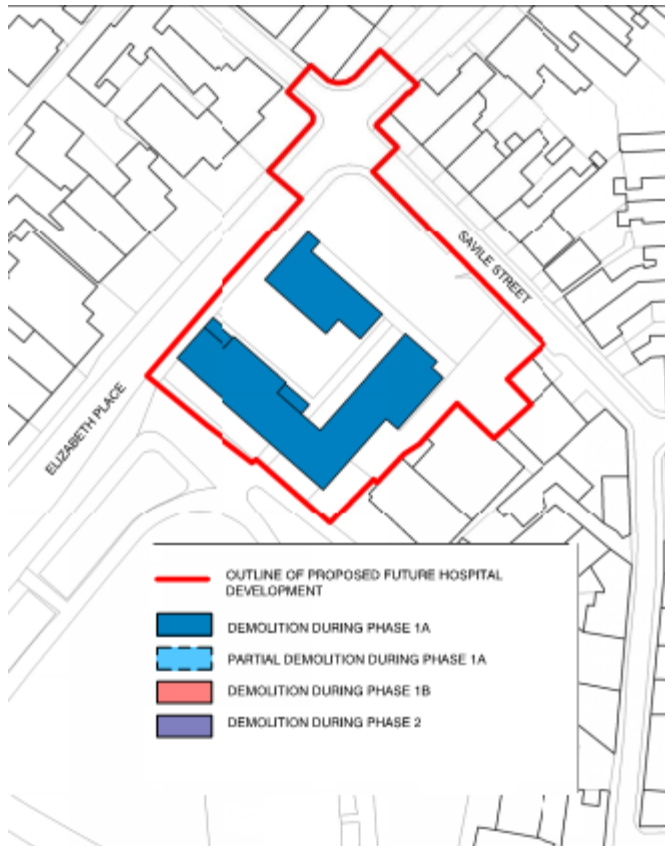 SAVILE STREET
ELIZABETH PLACE
OUTLINE OF PROPOSED FUTURE HOSPITAL
DEVELOPMENT
DEMOLITION DURING PHASE 1A
PARTIAL DEMOLITION DURING PHASE 1A
DEMOLITION DURING PHASE 1B
DEMOLITION DURING PHASE 2